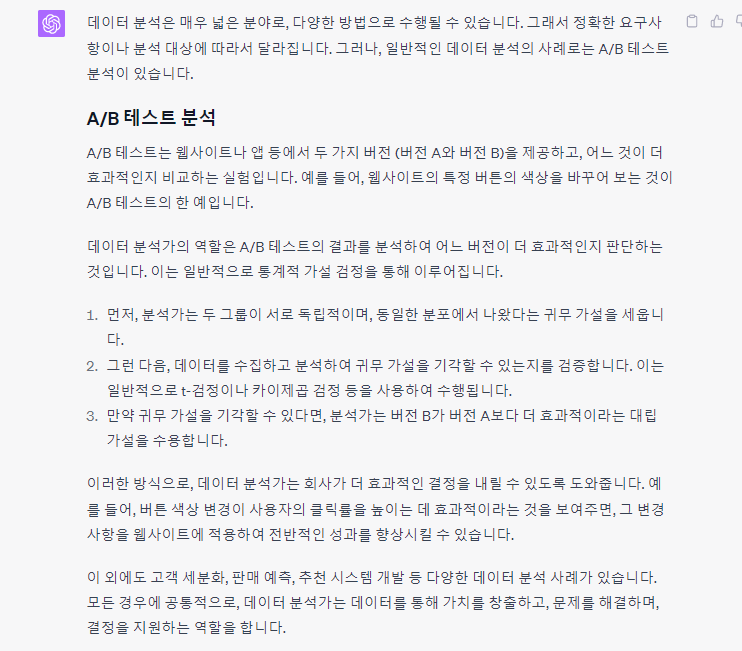 데이터 분석은 매우 넓은 분야로, 다양한 방법으로 수행될 수 있습니다. 그래서 정확한 요구사
항이나 분석 대상에 따라서 달라집니다. 그러나, 일반적인 데이터 분석의 사례로는 A/B 테스트
분석이 있습니다.
A/B 테스트 분석
A/B 테스트는 웹사이트나 앱 등에서 두 가지 버전 (버전 A와 버전 B)을 제공하고, 어느 것이 더
효과적인지 비교하는 실험입니다. 예를 들어, 웹사이트의 특정 버튼의 색상을 바꾸어 보는 것이
A/B 테스트의 한 예입니다.
데이터 분석가의 역할은 A/B 테스트의 결과를 분석하여 어느 버전이 더 효과적인지 판단하는
것입니다. 이는 일반적으로 통계적 가설 검정을 통해 이루어집니다.
1. 먼저, 분석가는 두 그룹이 서로 독립적이며, 동일한 분포에서 나왔다는 귀무 가설을 세웁니
다.
2. 그런 다음, 데이터를 수집하고 분석하여 귀무 가설을 기각할 수 있는지를 검증합니다. 이는
일반적으로 t-검정이나 카이제곱 검정 등을 사용하여 수행됩니다.
3. 만약 귀무 가설을 기각할 수 있다면, 분석가는 버전 B가 버전 A보다 더 효과적이라는 대립
가설을 수용합니다.
이러한 방식으로, 데이터 분석가는 회사가 더 효과적인 결정을 내릴 수 있도록 도와줍니다. 예
를 들어, 버튼 색상 변경이 사용자의 클릭률을 높이는 데 효과적이라는 것을 보여주면, 그 변경
사항을 웹사이트에 적용하여 전반적인 성과를 향상시킬 수 있습니다.
이 외에도 고객 세분화, 판매 예측, 추천 시스템 개발 등 다양한 데이터 분석 사례가 있습니다.
모든 경우에 공통적으로, 데이터 분석가는 데이터를 통해 가치를 창출하고, 문제를 해결하며,
결정을 지원하는 역할을 합니다.